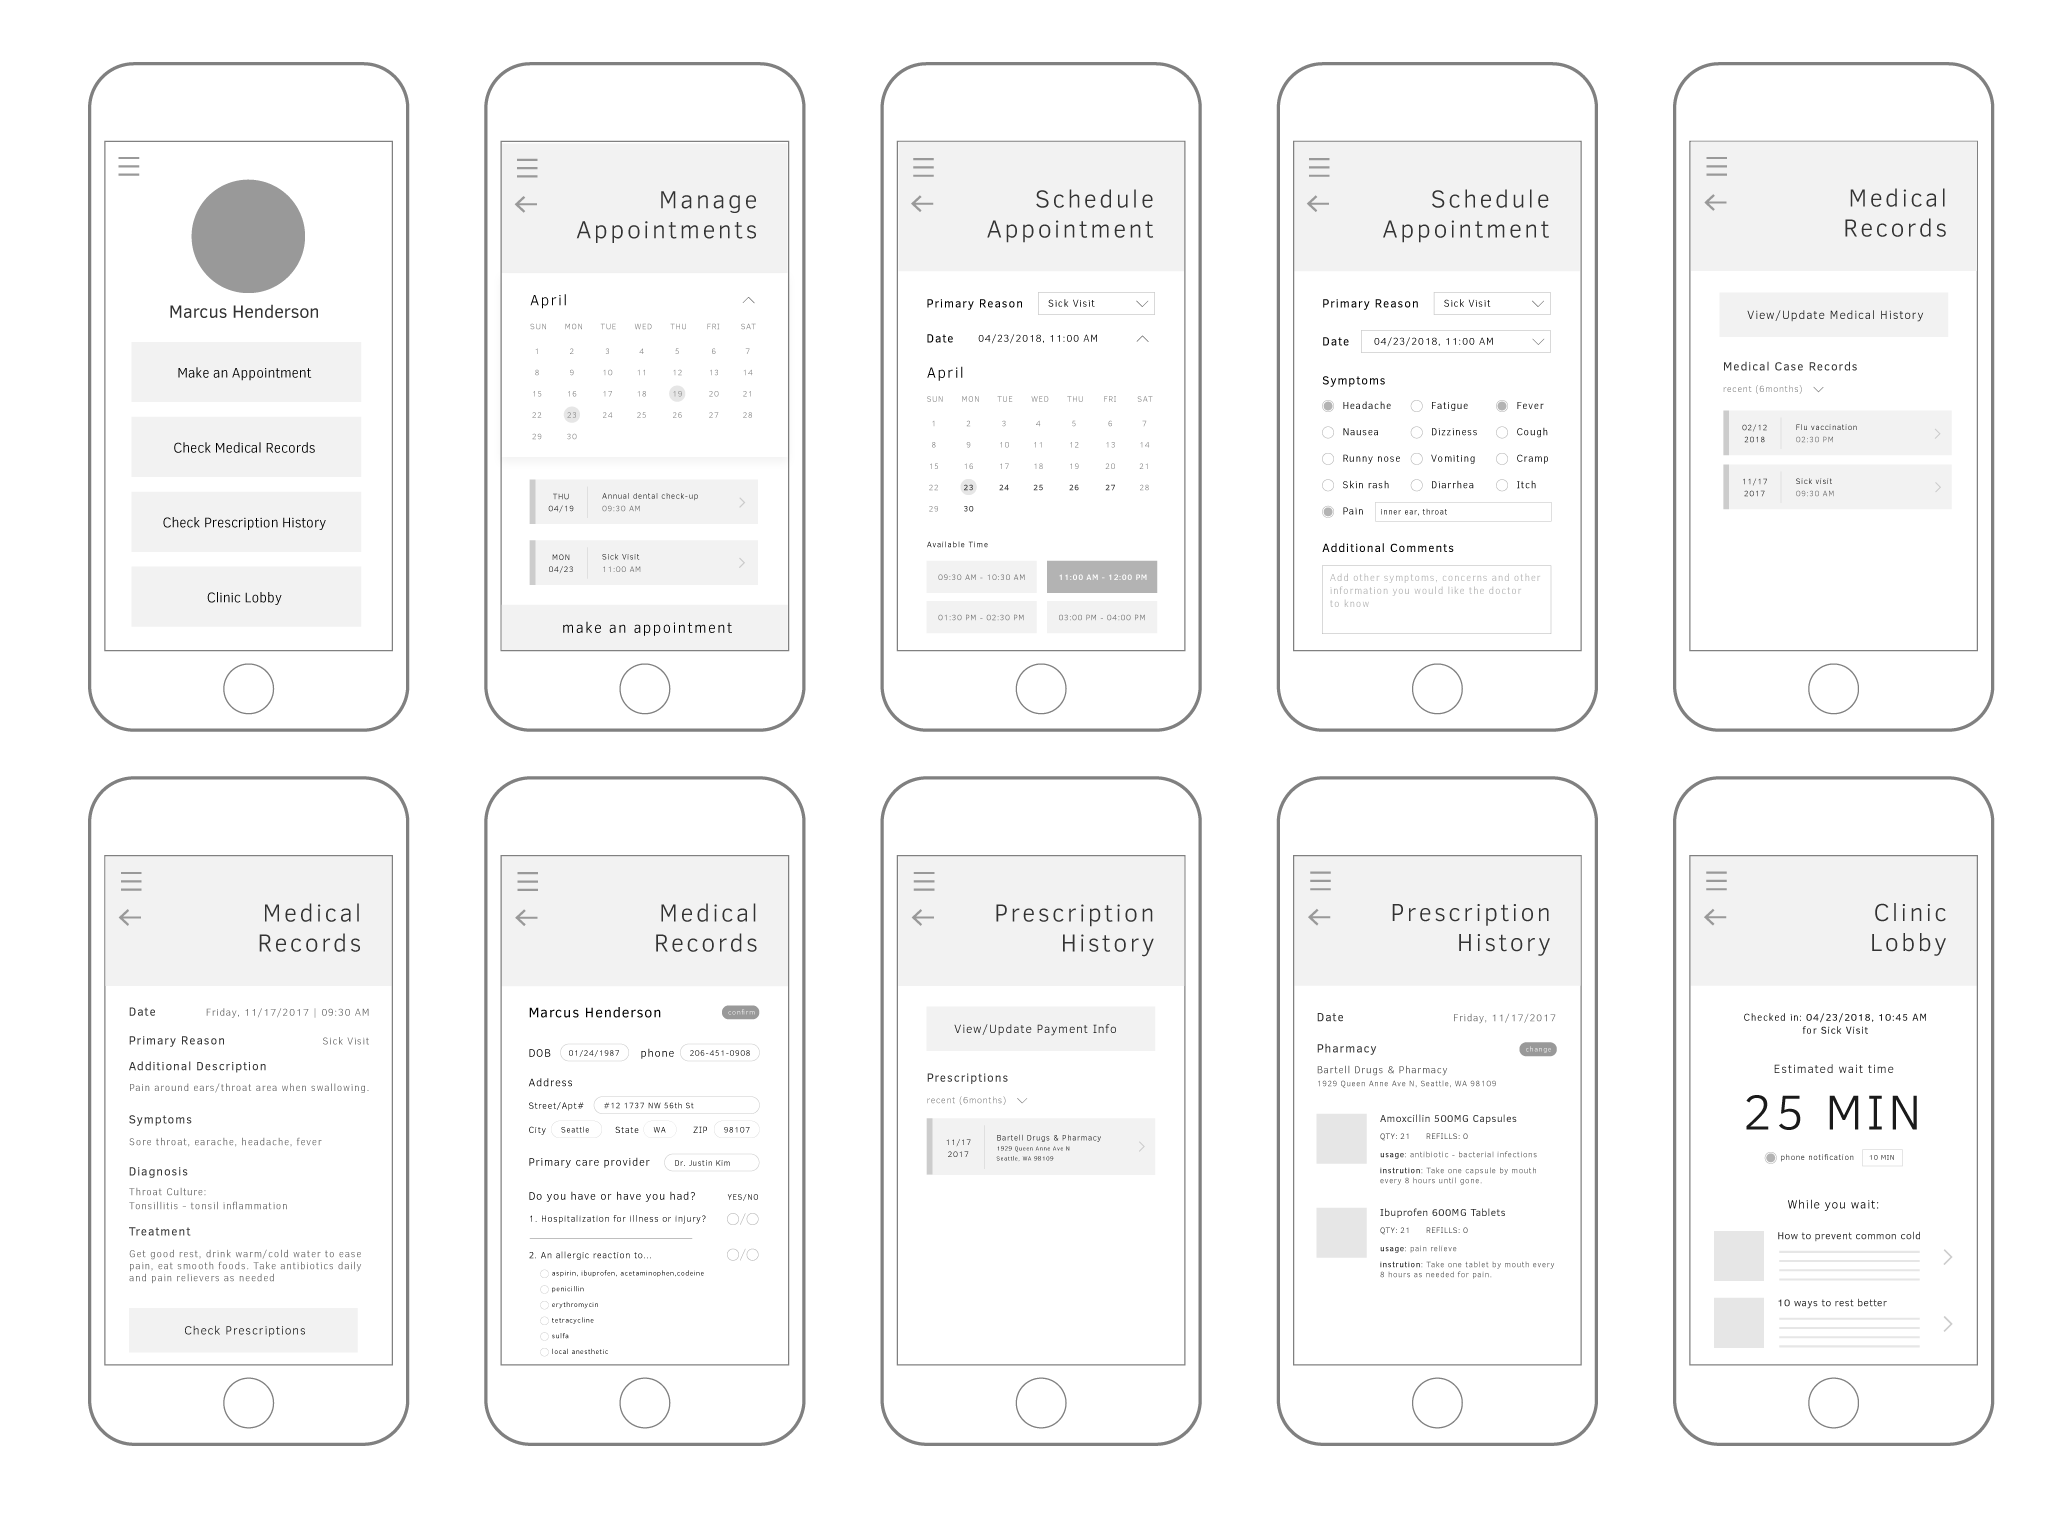 Marcus Henderson
Make an Appointment
Check Medical Records
Check Prescription History
Clinic Lobby
Manage
Appointments
April
SUN MON TUE WED THU FRI SAT
1 2 3 4 5 6 7
8 9 10 11 12 13 14
15 16 17 18 19 20 21
22 23 24 25 26 27 28
29 30
THU
04/19
Annual dental check-up
09:30 AM
MON
04/23
Sick Visit
11:00 AM
make an appointment
Schedule
Appointment
Primary Reason Sick Visit
Date 04/23/2018, 11:00 AM
April
SUN MON TUE WED THU FRI SAT
1 2 3 4 5 6 7
8 9 10 11 12 13 14
15 16 17 18 19 20 21
22 23 24 25 26 27 28
29 30
Available Time
09:30 AM - 10:30 AM 11:00 AM - 12:00 PM
01:30 PM - 02:30 PM 03:00 PM - 04:00 PM
Schedule
Appointment
Primary Reason Sick Visit
Date 04/23/2018, 11:00 AM
Symptoms
Headache Fatigue Fever
Nausea Dizziness Cough
Runny nose Vomiting Cramp
Skin rash Diarrhea Itch
Pain Inner ear, throat
Additional Comments
Add other symptoms, concerns and other
information you would like the doctor
to know
Medical
Records
View/Update Medical History
Medical Case Records
recent (6months)
02/12
2018
Flu vaccination
02:30 PM
11/17
2017
Sick visit
09:30 AM
Medical
Records
Date Friday, 11/17/2017 | 09:30 AM
Primary Reason Sick Visit
Additional Description
Pain around ears/throat area when swallowing.
Symptoms
Sore throat, earache, headache, fever
Diagnosis
Throat Culture:
Tonsillitis - tonsil inflammation
Treatment
Get good rest, drink warm/cold water to ease
pain, eat smooth foods. Take antibiotics daily
and pain relievers as needed
Check Prescriptions
Medical
Records
Marcus Henderson confirm
DOB 01/24/1987 phone 206-451-0908
Address
Street/Apt# #12 1737 NW 56th St
City Seattle State WA ZIP 98107
Primary care provider Dr. Justin Kim
Do you have or have you had? YES/NO
1. Hospitalization for illness or injury? /
2. An allergic reaction to... /
aspirin, ibuprofen, acetaminophen,codeine
penicillin
erythromycin
tetracycline
sulfa
local anesthetic
Prescription
History
View/Update Payment Info
Prescriptions
recent (6months)
11/17
2017
Bartell Drugs & Pharmacy
1929 Queen Anne Ave N
Seattle, WA 98109
Prescription
History
Date Friday, 11/17/2017
Pharmacy change
Bartell Drugs & Pharmacy
1929 Queen Anne Ave N, Seattle, WA 98109
Amoxcillin 500MG Capsules
QTY: 21 REFILLS: 0
usage: antibiotic - bacterial infections
instrution: Take one capsule by mouth
every 8 hours until gone.
Ibuprofen 600MG Tablets
QTY: 21 REFILLS: 0
usage: pain relieve
instrution: Take one tablet by mouth every
8 hours as needed for pain.
Clinic
Lobby
Checked in: 04/23/2018, 10:45 AM
for Sick Visit
Estimated wait time
25 MIN
phone notification 10 MIN
While you wait:
How to prevent common cold
10 ways to rest better